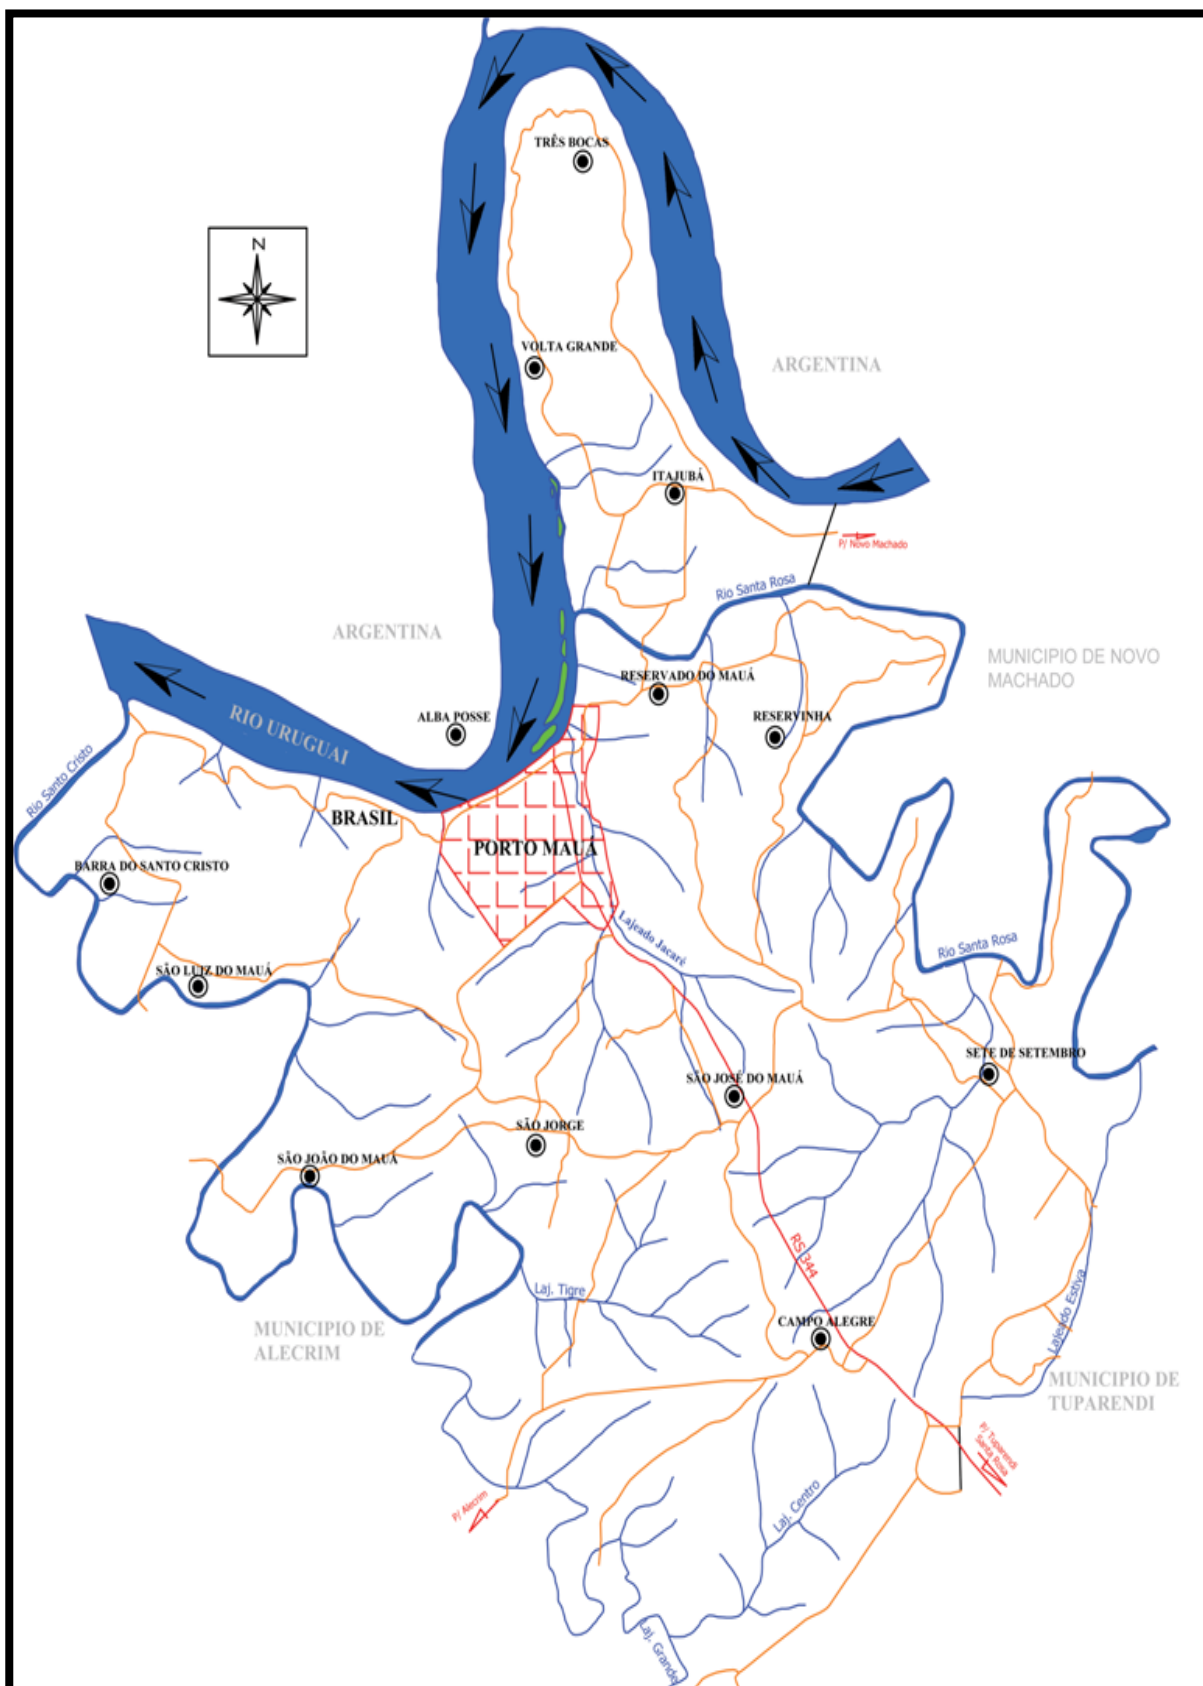 TRÊS BOCAS
N
VOLTA GRANDE
ARGENTINA
ITAJUBÁ
P/ Novo Machado
Rio Santa Rosa
ARGENTINA
MUNICIPIO DE NOVO
MACHADO
RESERVADO DO MAUÁ
ALBA POSSE
RESERVINHA
RIO URUGUAI
Rio Santo Cristo
BRASIL
PORTO MAUÁ
BARRA DO SANTO CRISTO
Lajeado Jacaré
Rio Santa Rosa
SÃO LUIZ DO MAUÁ
SETE DE SETEMBRO
SÃO JOSÉ DO MAUÁ
SÃO JORGE
SÃO JOÃO DO MAUÁ
RS 344
Laj. Tigre
Lajeado Estiva
CAMPO ALEGRE
MUNICIPIO DE
ALECRIM
MUNICIPIO DE
TUPARENDI
P/ Tuparendi
Santa Rosa
P/ Alecrim
Laj. Centro
Laj. Grande